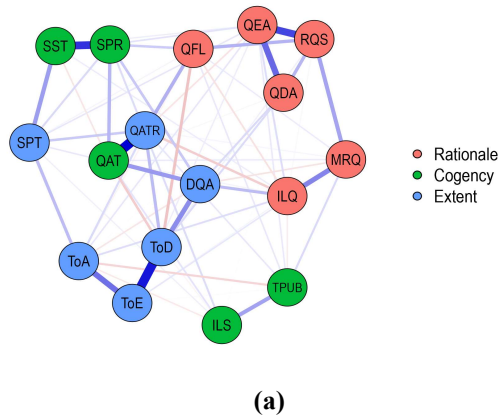 QEA
RQS
SST
SPR
QFL
QDA
QATR
SPT
QAT
MRQ
DQA
ILQ
Rationale
Cogency
Extent
ToD
ToA
TPUB
ToE
ILS
(a)